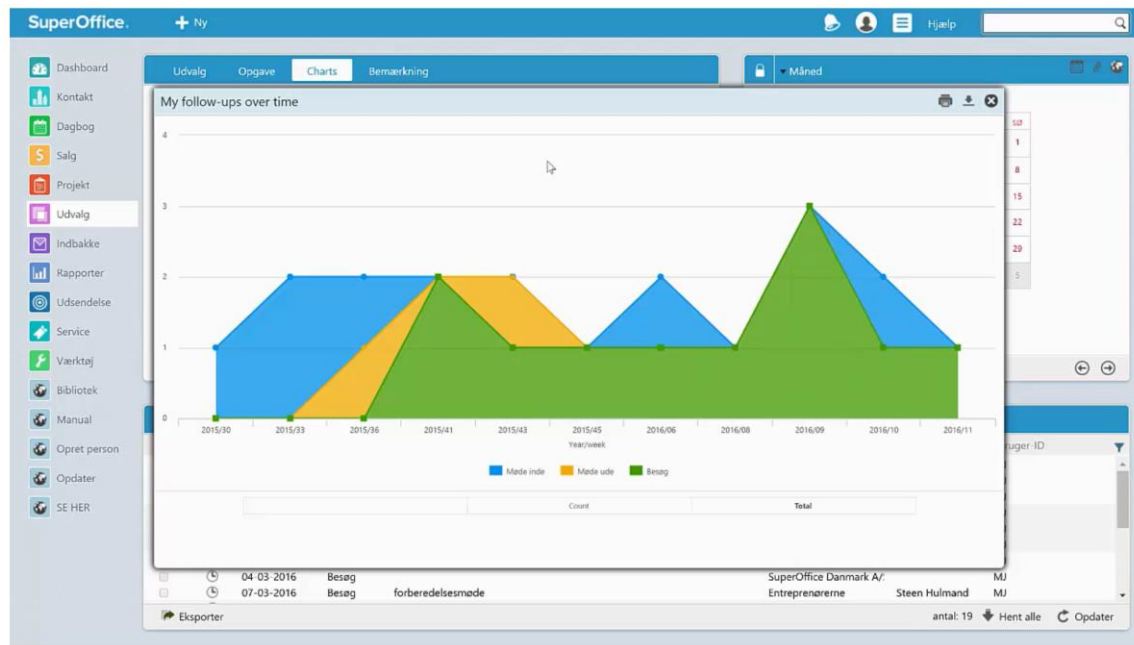 SuperOffice.
Ny
Hjælp
Dashboard
Kontakt
Dagbog
Salg
Projekt
Udvalg
Indbakke
Rapporter
Udsendelse
Service
Værktøj
Bibliotek
Manual
Opret person
Opdater
SE HER
Udvalg Opgave Charts Bemærkning
Måned
My follow-ups over time
4
3
2
1
0
2015/30 2015/33 2015/36 2015/41 2015/43 2015/45 2016/06 2016/08 2016/09 2016/10 2016/11
Year/week
Møde inde Møde ude Besøg
Count Total
1
8
15
22
29
5
04-03-2016 Besøg SuperOffice Danmark MJ
07-03-2016 Besøg forberedelsesmøde Entreprenørerne Steen Hulmand MJ
Eksporter antal: 19 Hent alle Opdater